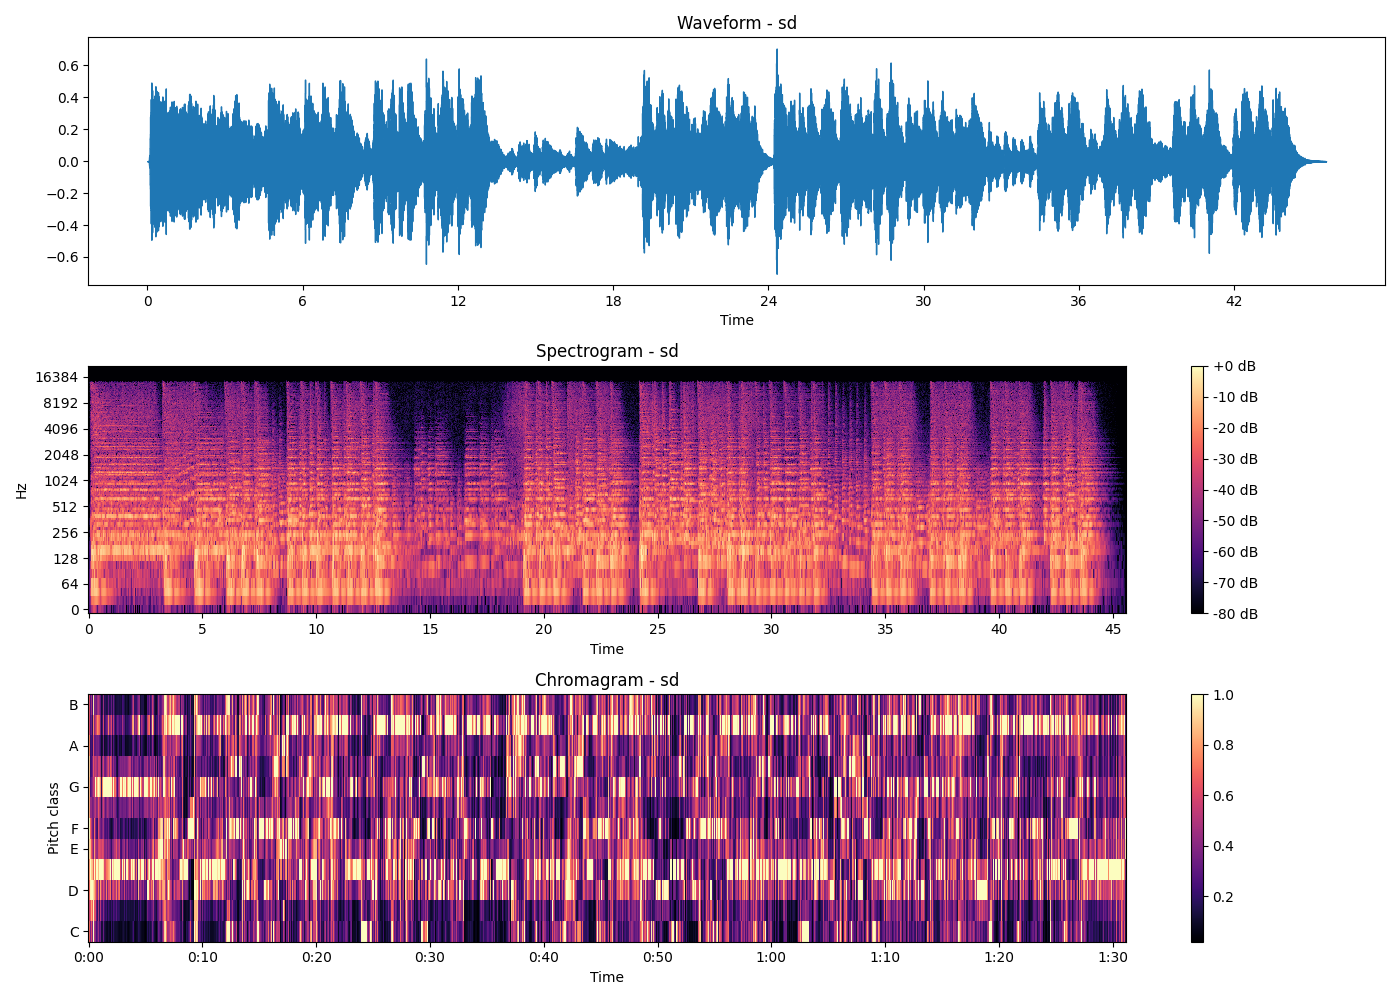 Waveform - sd
0.6
0.4
0.2
0.0
−0.2
−0.4
−0.6
0 6 12 18 24 30 36 42
Time
Spectrogram - sd
Hz
16384
8192
4096
2048
1024
512
256
128
64
0
0 5 10 15 20 25 30 35 40 45
Time
+0 dB
-10 dB
-20 dB
-30 dB
-40 dB
-50 dB
-60 dB
-70 dB
-80 dB
Chromagram - sd
Pitch class
B
A
G
F
E
D
C
0:00 0:10 0:20 0:30 0:40 0:50 1:00 1:10 1:20 1:30
Time
1.0
0.8
0.6
0.4
0.2